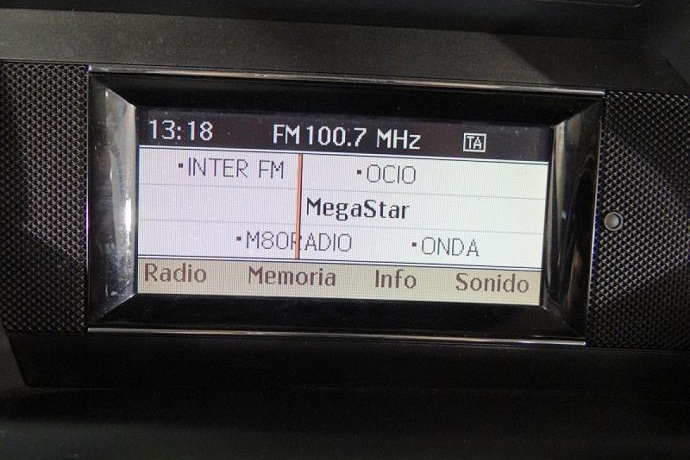 13:18 FM 100.7 MHz TA
▪INTER FM ▪OCIO
MegaStar
▪M80RADIO ▪ONDA
Radio Memoria Info Sonido